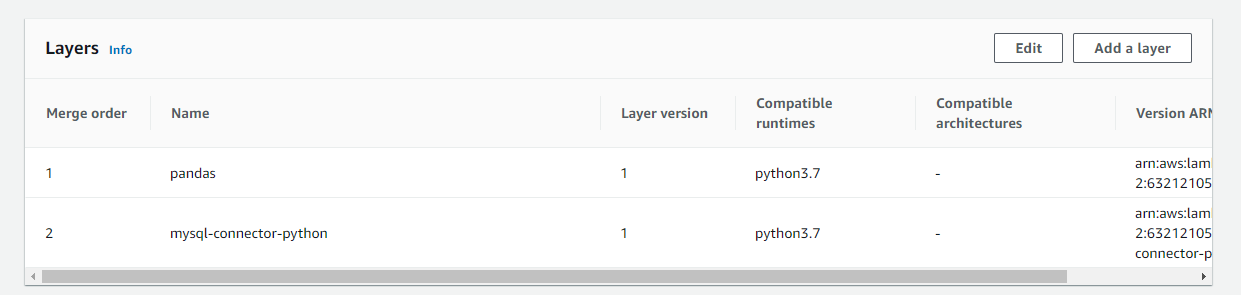 Layers Info
Edit
Add a layer
Merge order
Name
Layer version
Compatible
runtimes
Compatible
architectures
Version
1
pandas
1
python3.7
-
arn:aws:lam
2:63212105
2
mysql-connector-python
1
python3.7
-
arn:aws:lam
2:63212105
connector-p